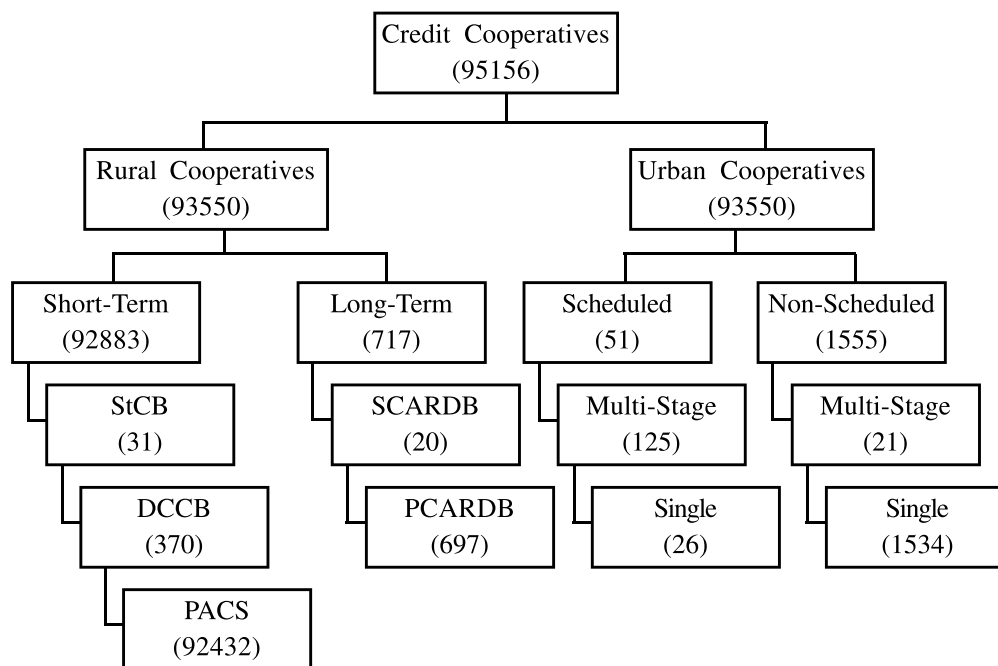 Credit Cooperatives
(95156)
Rural Cooperatives
(93550)
Urban Cooperatives
(93550)
Short-Term
(92883)
Long-Term
(717)
Scheduled
(51)
Non-Scheduled
(1555)
StCB
(31)
SCARDB
(20)
Multi-Stage
(125)
Multi-Stage
(21)
DCCB
(370)
PCARDB
(697)
Single
(26)
Single
(1534)
PACS
(92432)